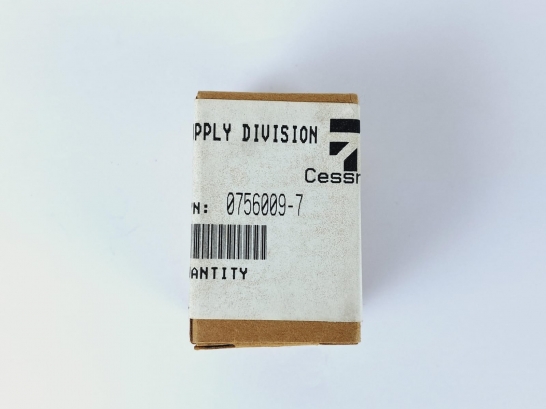 PPLY DIVISION
Cessn
N: 0756009-7
ANTITY